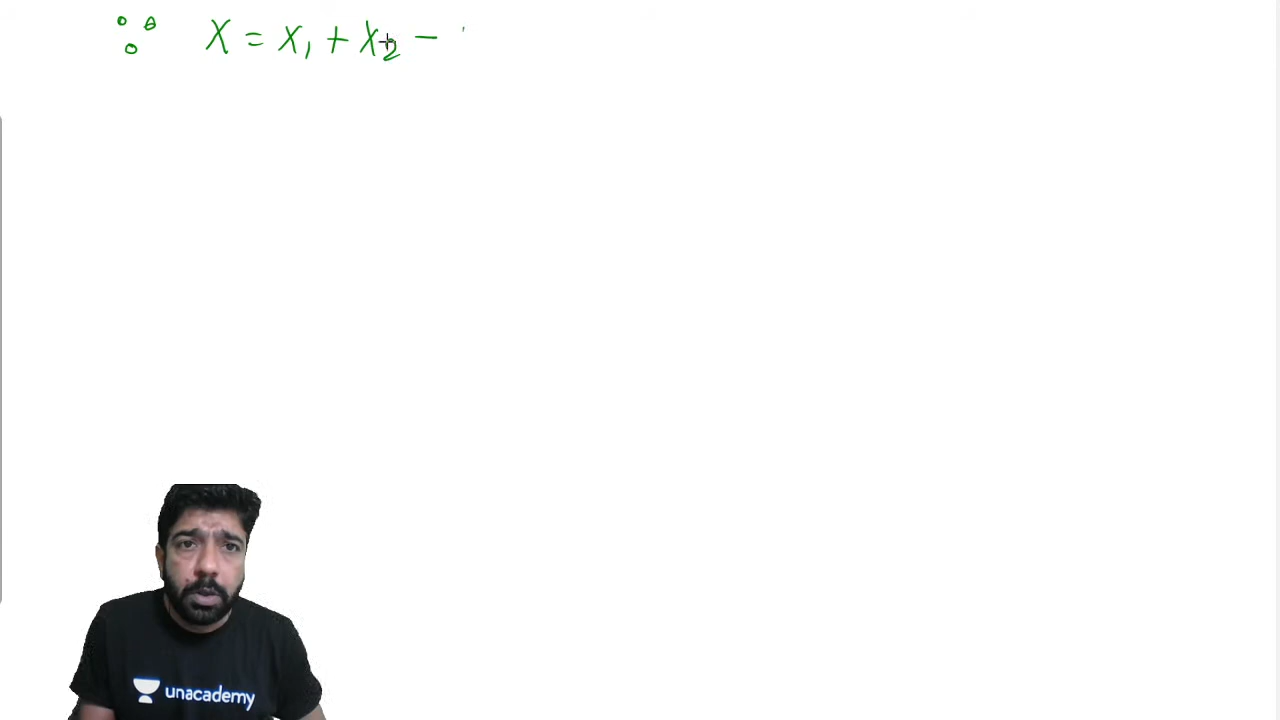 ∵ X = X₁ + X₂ -
unacademy